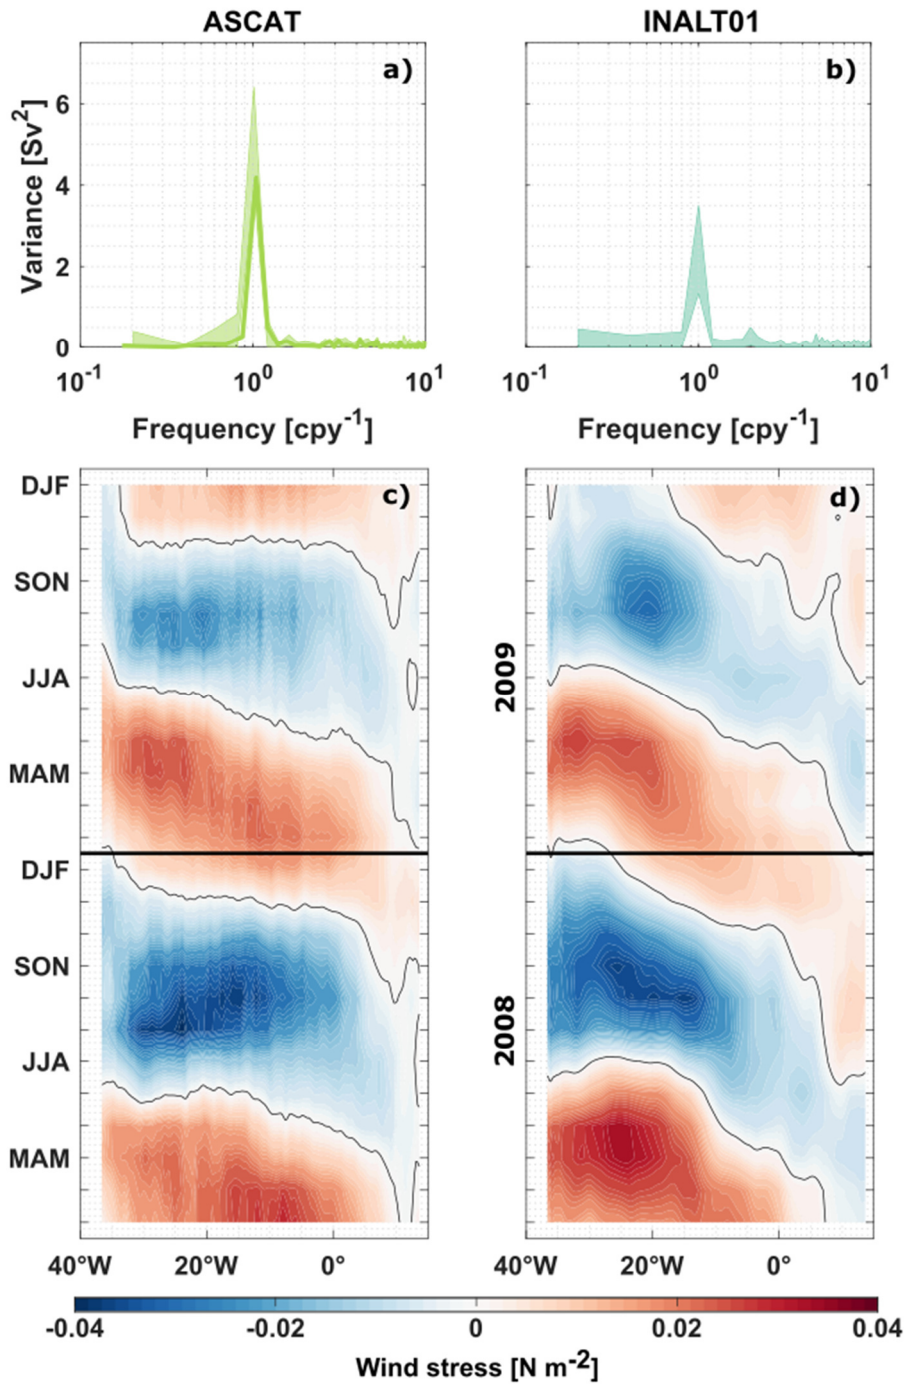 ASCAT
INALT01
a)
b)
Variance [Sv²]
6
4
2
0
10⁻¹
10⁰
10¹
10⁻¹
10⁰
10¹
Frequency [cpy⁻¹]
Frequency [cpy⁻¹]
c)
d)
DJF
SON
JJA
MAM
2009
DJF
SON
JJA
MAM
2008
40°W
20°W
0°
40°W
20°W
0°
-0.04
-0.02
0
0.02
0.04
Wind stress [N m⁻²]